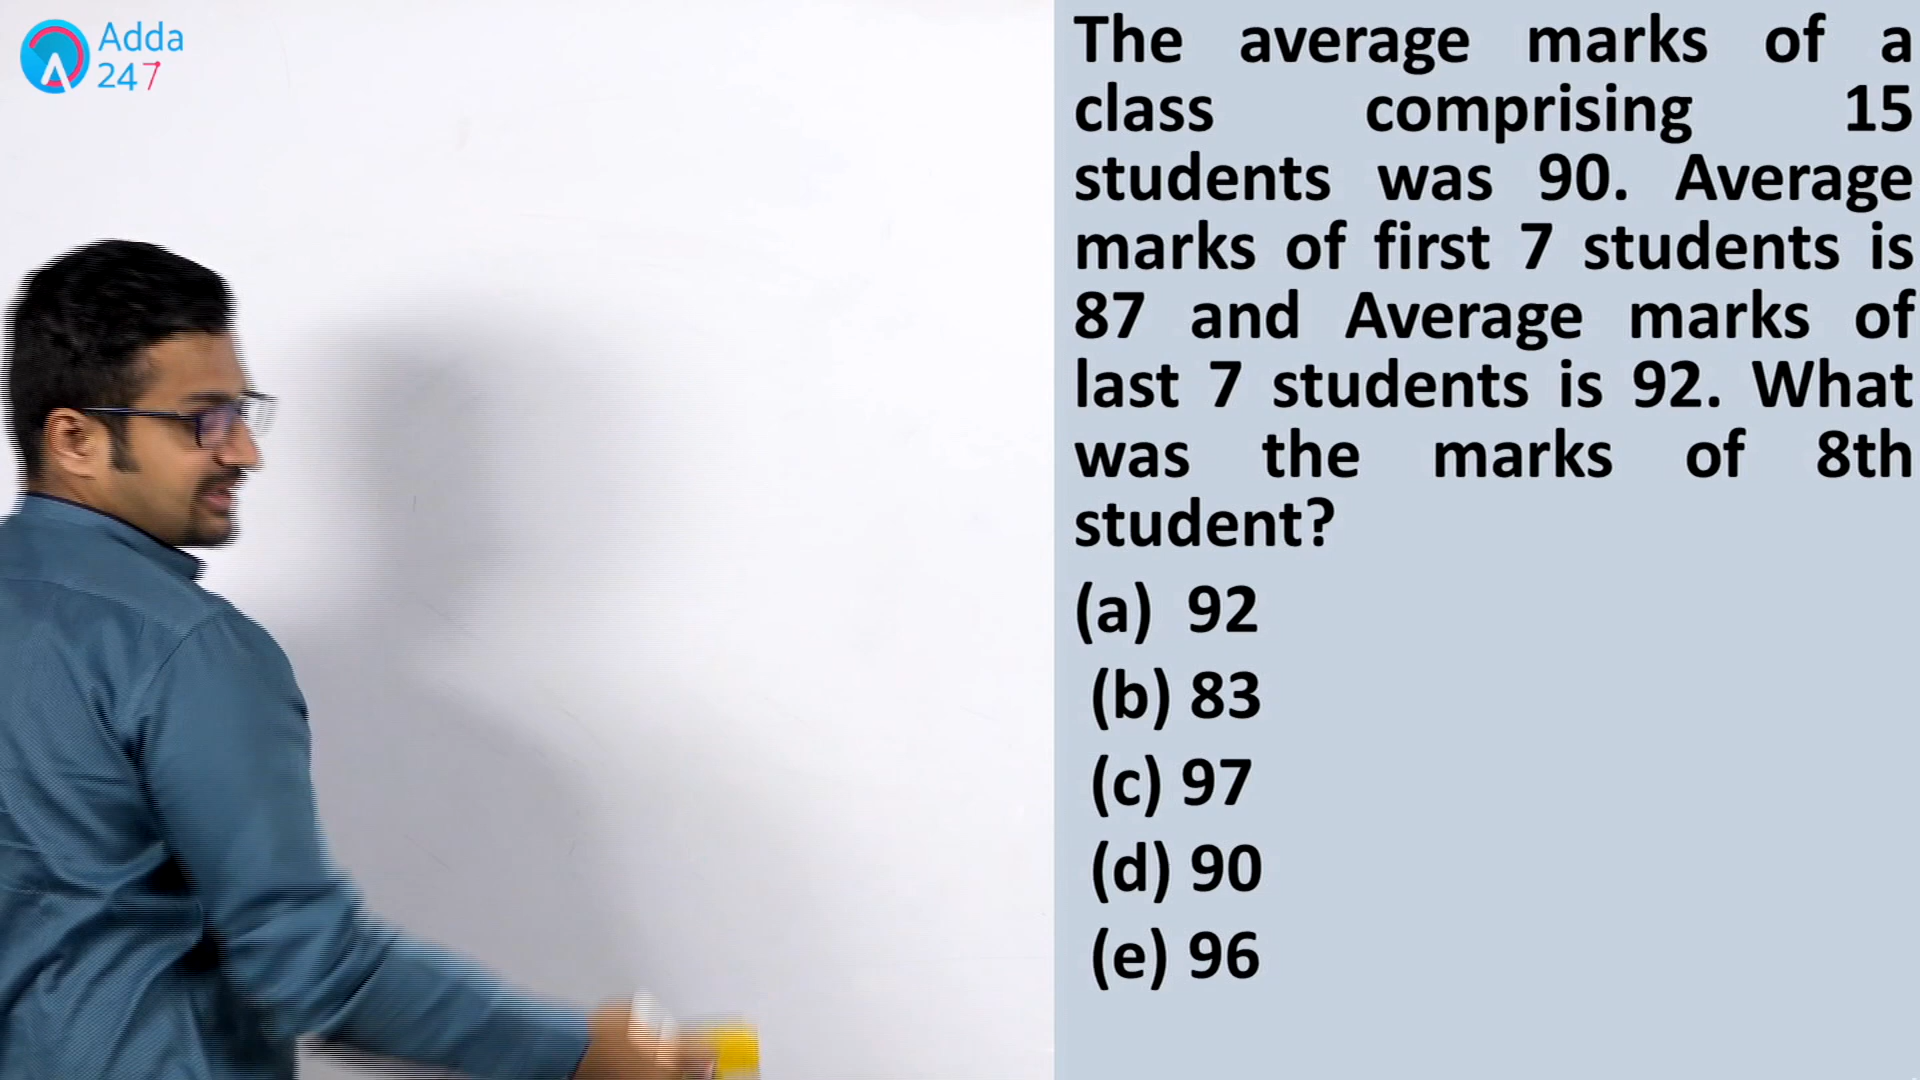 Adda
247
The average marks of a
class comprising 15
students was 90. Average
marks of first 7 students is
87 and Average marks of
last 7 students is 92. What
was the marks of 8th
student?
(a) 92
(b) 83
(c) 97
(d) 90
(e) 96